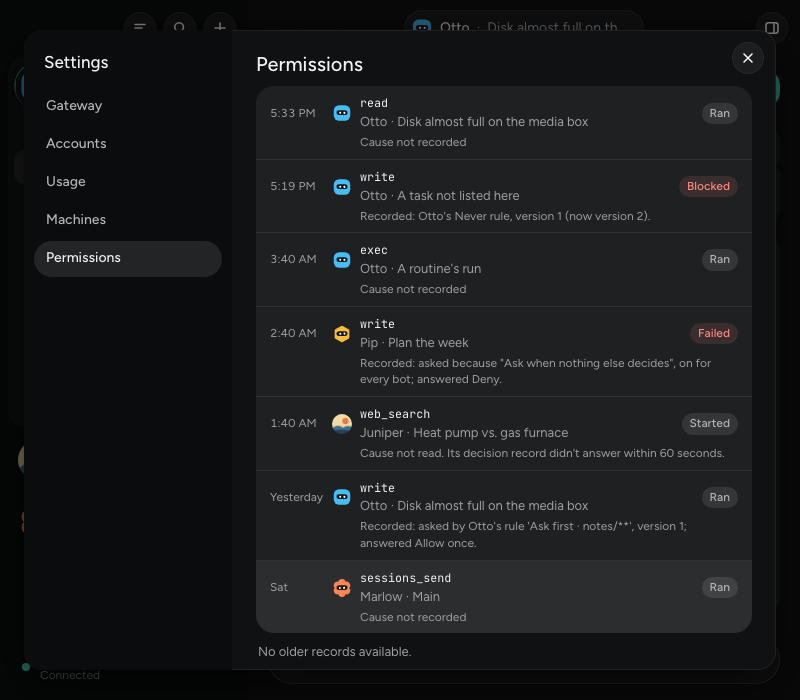 Otto · Disk almost full on th
Settings
Gateway
Accounts
Usage
Machines
Permissions
Permissions
5:33 PM
read
Otto · Disk almost full on the media box
Cause not recorded
Ran
5:19 PM
write
Otto · A task not listed here
Recorded: Otto's Never rule, version 1 (now version 2).
Blocked
3:40 AM
exec
Otto · A routine's run
Cause not recorded
Ran
2:40 AM
write
Pip · Plan the week
Recorded: asked because "Ask when nothing else decides", on for
every bot; answered Deny.
Failed
1:40 AM
web_search
Juniper · Heat pump vs. gas furnace
Cause not read. Its decision record didn't answer within 60 seconds.
Started
Yesterday
write
Otto · Disk almost full on the media box
Recorded: asked by Otto's rule 'Ask first · notes/**', version 1;
answered Allow once.
Ran
Sat
sessions_send
Marlow · Main
Cause not recorded
Ran
No older records available.
Connected